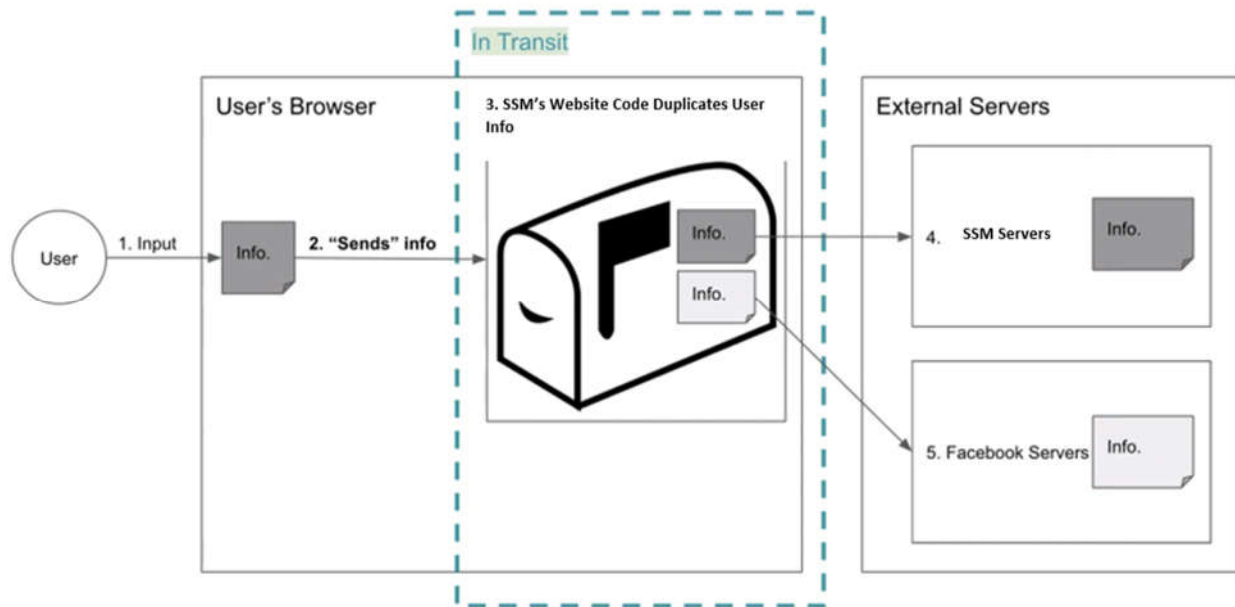 In Transit
User's Browser
3. SSM's Website Code Duplicates User
Info
External Servers
User
1. Input
Info.
2. "Sends" info
Info.
Info.
4.
SSM Servers
Info.
5. Facebook Servers
Info.